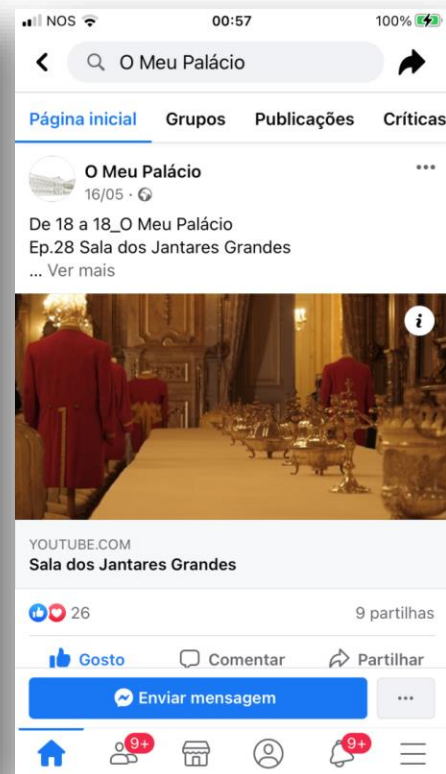 NOS 00:57 100%
O Meu Palácio
Página inicial Grupos Publicações Críticas
O Meu Palácio
16/05 ·
De 18 a 18_O Meu Palácio
Ep.28 Sala dos Jantares Grandes
... Ver mais
i
YOUTUBE.COM
Sala dos Jantares Grandes
26 9 partilhas
Gosto Comentar Partilhar
Enviar mensagem ...
9+ 9+